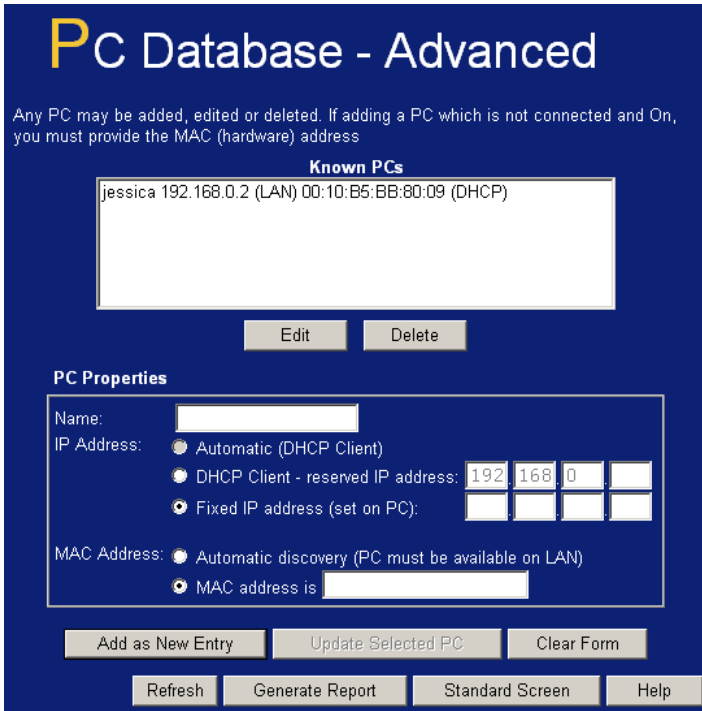 PC Database - Advanced
Any PC may be added, edited or deleted. If adding a PC which is not connected and On,
you must provide the MAC (hardware) address
Known PCs
jessica 192.168.0.2 (LAN) 00:10:B5:BB:80:09 (DHCP)
Edit Delete
PC Properties
Name:
IP Address: Automatic (DHCP Client)
DHCP Client - reserved IP address: 192.168.0.
Fixed IP address (set on PC): . . .
MAC Address: Automatic discovery (PC must be available on LAN)
MAC address is
Add as New Entry Update Selected PC Clear Form
Refresh Generate Report Standard Screen Help